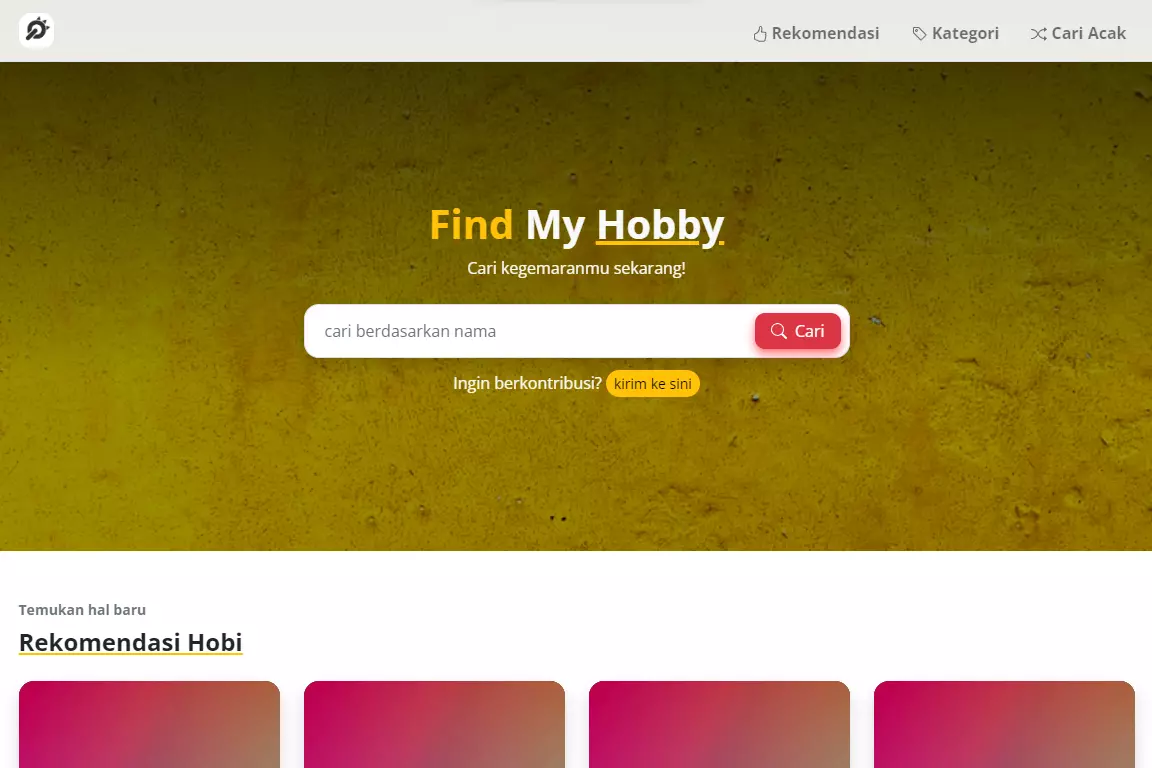 Rekomendasi
Kategori
Cari Acak
Find My Hobby
Cari kegemaranmu sekarang!
cari berdasarkan nama
Cari
Ingin berkontribusi? kirim ke sini
Temukan hal baru
Rekomendasi Hobi